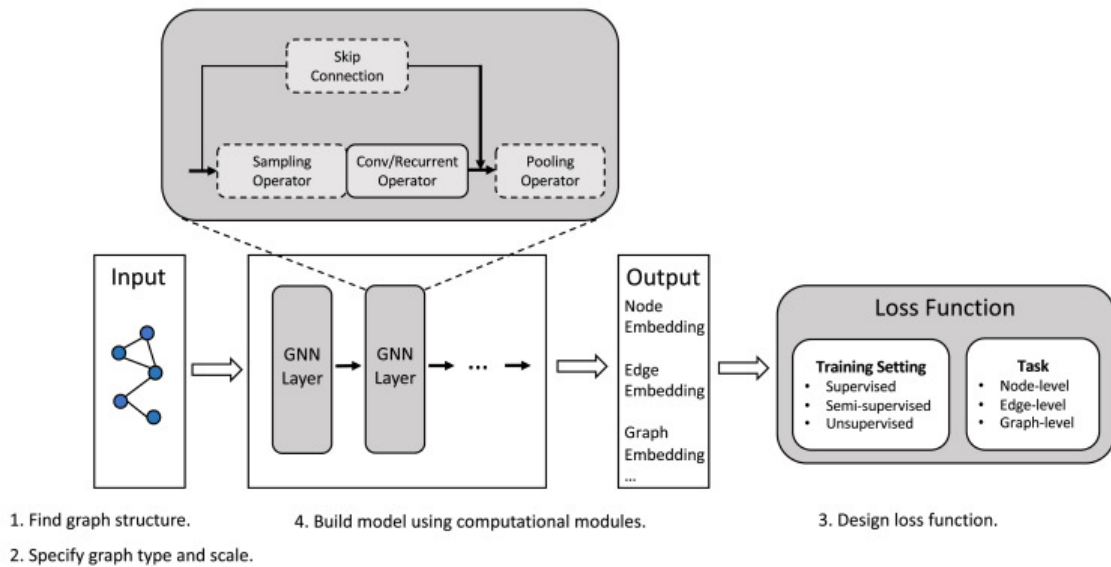 Skip
Connection
Sampling
Operator
Conv/Recurrent
Operator
Pooling
Operator
Input
GNN
Layer
GNN
Layer
...
Output
Node
Embedding
Edge
Embedding
Graph
Embedding
...
Loss Function
Training Setting
• Supervised
• Semi-supervised
• Unsupervised
Task
• Node-level
• Edge-level
• Graph-level
1. Find graph structure.
2. Specify graph type and scale.
4. Build model using computational modules.
3. Design loss function.